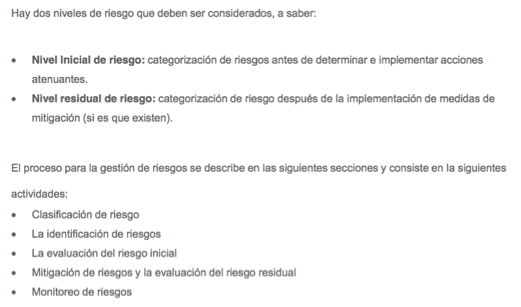 Hay dos niveles de riesgo que deben ser considerados, a saber:
• Nivel Inicial de riesgo: categorización de riesgos antes de determinar e implementar acciones
atenuantes.
• Nivel residual de riesgo: categorización de riesgo después de la implementación de medidas de
mitigación (si es que existen).
El proceso para la gestión de riesgos se describe en las siguientes secciones y consiste en la siguientes
actividades:
• Clasificación de riesgo
• La identificación de riesgos
• La evaluación del riesgo inicial
• Mitigación de riesgos y la evaluación del riesgo residual
• Monitoreo de riesgos